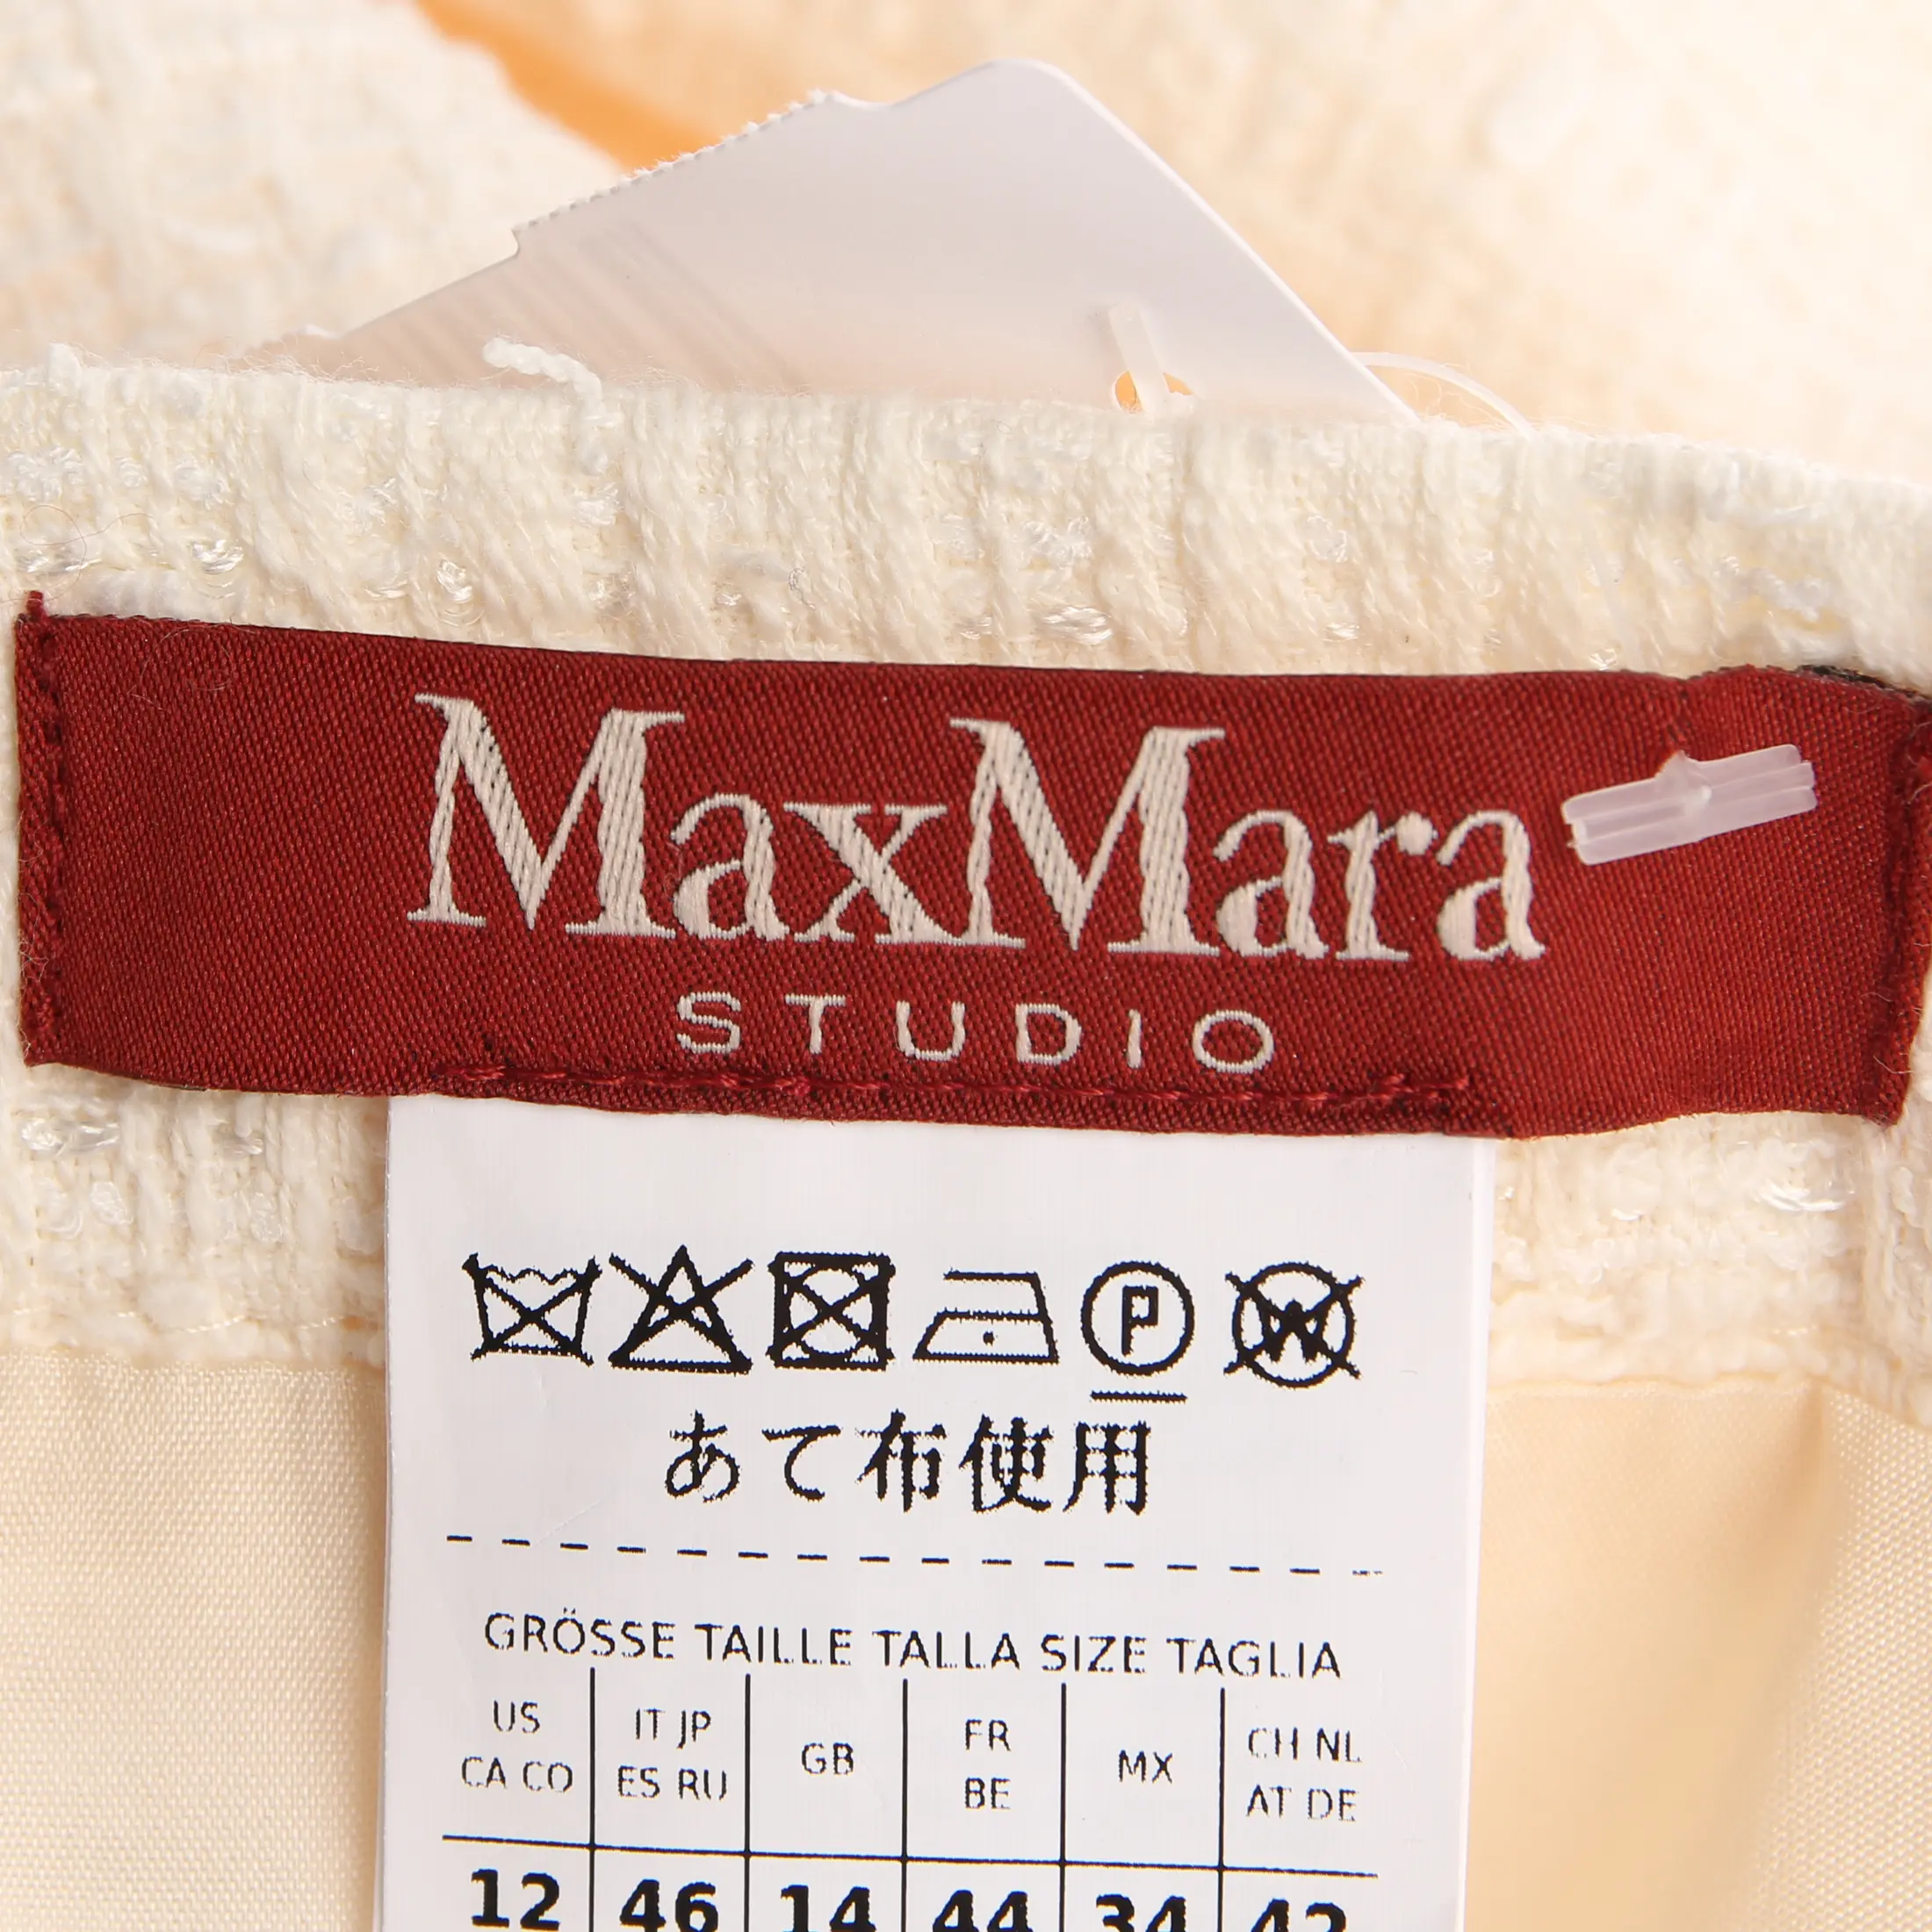 MaxMara
STUDIO
P W
あて布使用
GRÖSSE TAILLE TALLA SIZE TAGLIA
US IT JP GB FR MX CH NL
CA CO ES RU BE AT DE
12 46 14 44 34 42